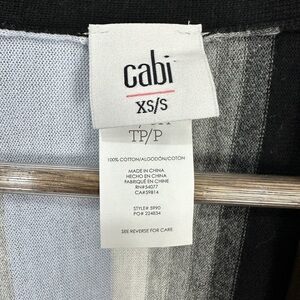 cabi
XS/S
TP/P
100% COTTON/ALGODÓN/COTON
MADE IN CHINA
HECHO EN CHINA
FABRIQUÉ EN CHINE
RN#54077
CA#59814
STYLE# 5990
PO# 224834
SEE REVERSE FOR CARE